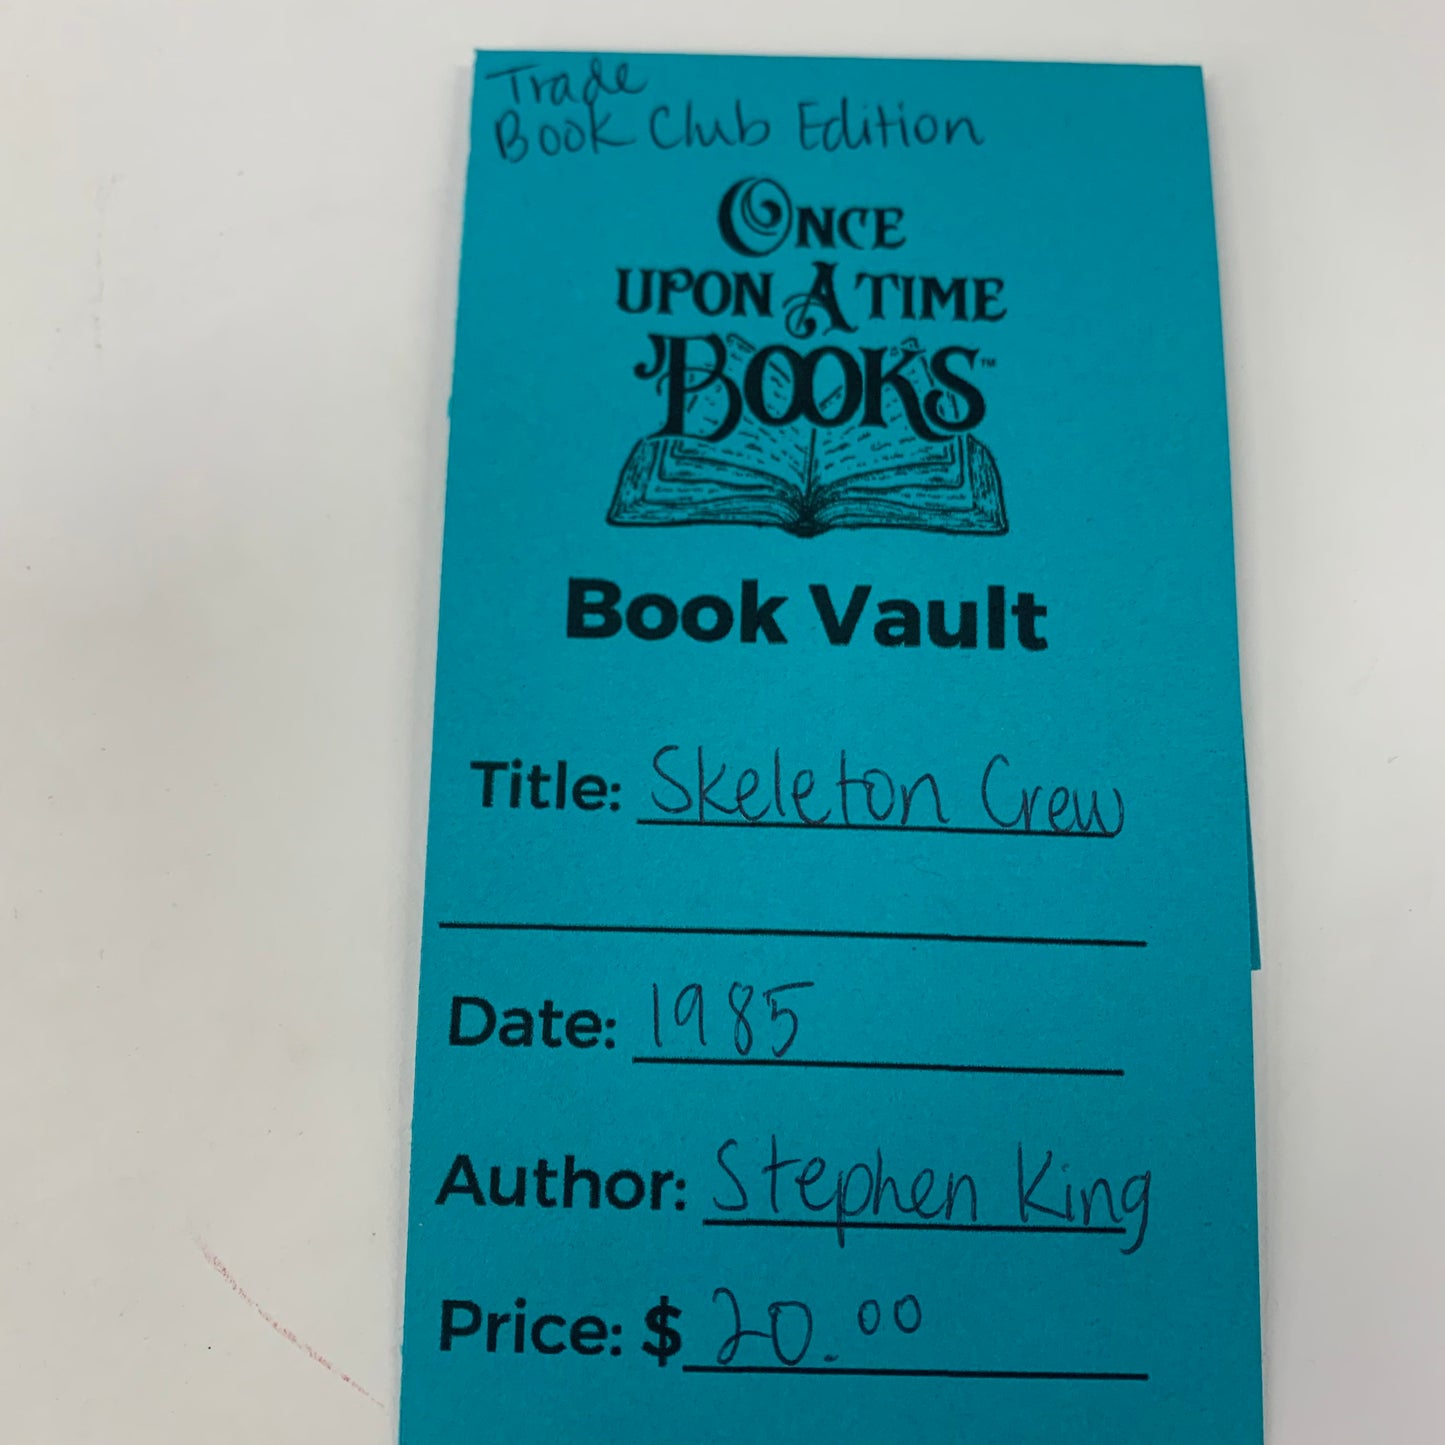 Trade
Book Club Edition
ONCE
UPON A TIME
BOOKS™
Book Vault
Title: Skeleton Crew
Date: 1985
Author: Stephen King
Price: $ 20.00